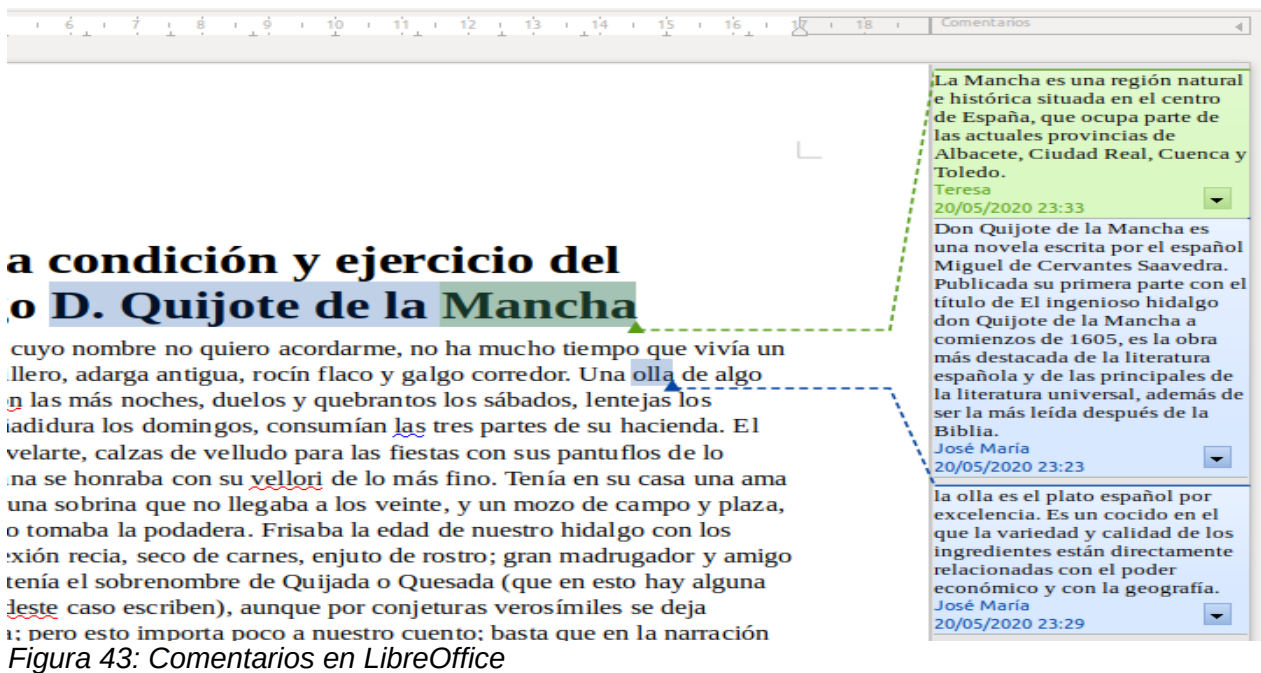 6 7 8 9 10 11 12 13 14 15 16 17 18
Comentarios
a condición y ejercicio del
o D. Quijote de la Mancha
cuyo nombre no quiero acordarme, no ha mucho tiempo que vivía un
llero, adarga antigua, rocín flaco y galgo corredor. Una olla de algo
on las más noches, duelos y quebrantos los sábados, lentejas los
adidura los domingos, consumían las tres partes de su hacienda. El
velarte, calzas de velludo para las fiestas con sus pantuflos de lo
na se honraba con su vellori de lo más fino. Tenía en su casa una ama
una sobrina que no llegaba a los veinte, y un mozo de campo y plaza,
o tomaba la podadera. Frisaba la edad de nuestro hidalgo con los
exión recia, seco de carnes, enjuto de rostro; gran madrugador y amigo
tenía el sobrenombre de Quijada o Quesada (que en esto hay alguna
deste caso escriben), aunque por conjeturas verosímiles se deja
a; pero esto importa poco a nuestro cuento; basta que en la narración
La Mancha es una región natural
e histórica situada en el centro
de España, que ocupa parte de
las actuales provincias de
Albacete, Ciudad Real, Cuenca y
Toledo.
Teresa
20/05/2020 23:33
Don Quijote de la Mancha es
una novela escrita por el español
Miguel de Cervantes Saavedra.
Publicada su primera parte con el
título de El ingenioso hidalgo
don Quijote de la Mancha a
comienzos de 1605, es la obra
más destacada de la literatura
española y de las principales de
la literatura universal, además de
ser la más leída después de la
Biblia.
José María
20/05/2020 23:23
la olla es el plato español por
excelencia. Es un cocido en el
que la variedad y calidad de los
ingredientes están directamente
relacionadas con el poder
económico y con la geografía.
José María
20/05/2020 23:29
Figura 43: Comentarios en LibreOffice